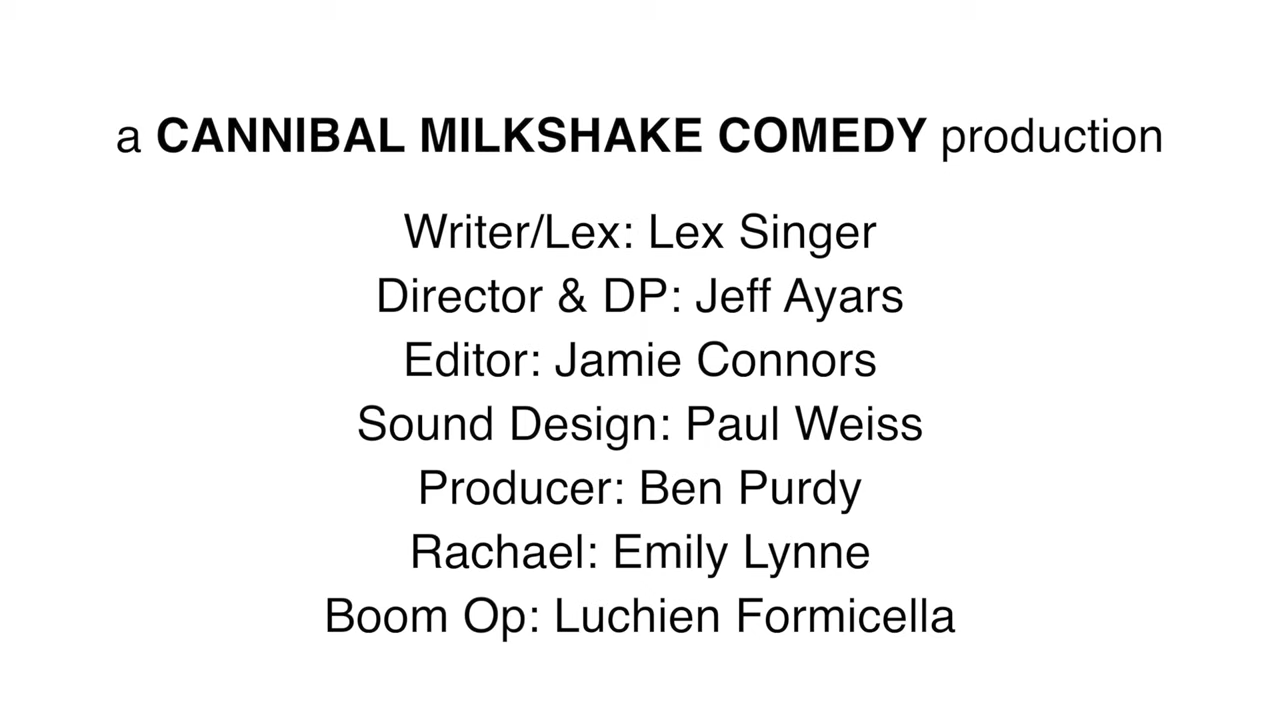 a CANNIBAL MILKSHAKE COMEDY production
Writer/Lex: Lex Singer
Director & DP: Jeff Ayars
Editor: Jamie Connors
Sound Design: Paul Weiss
Producer: Ben Purdy
Rachael: Emily Lynne
Boom Op: Luchien Formicella